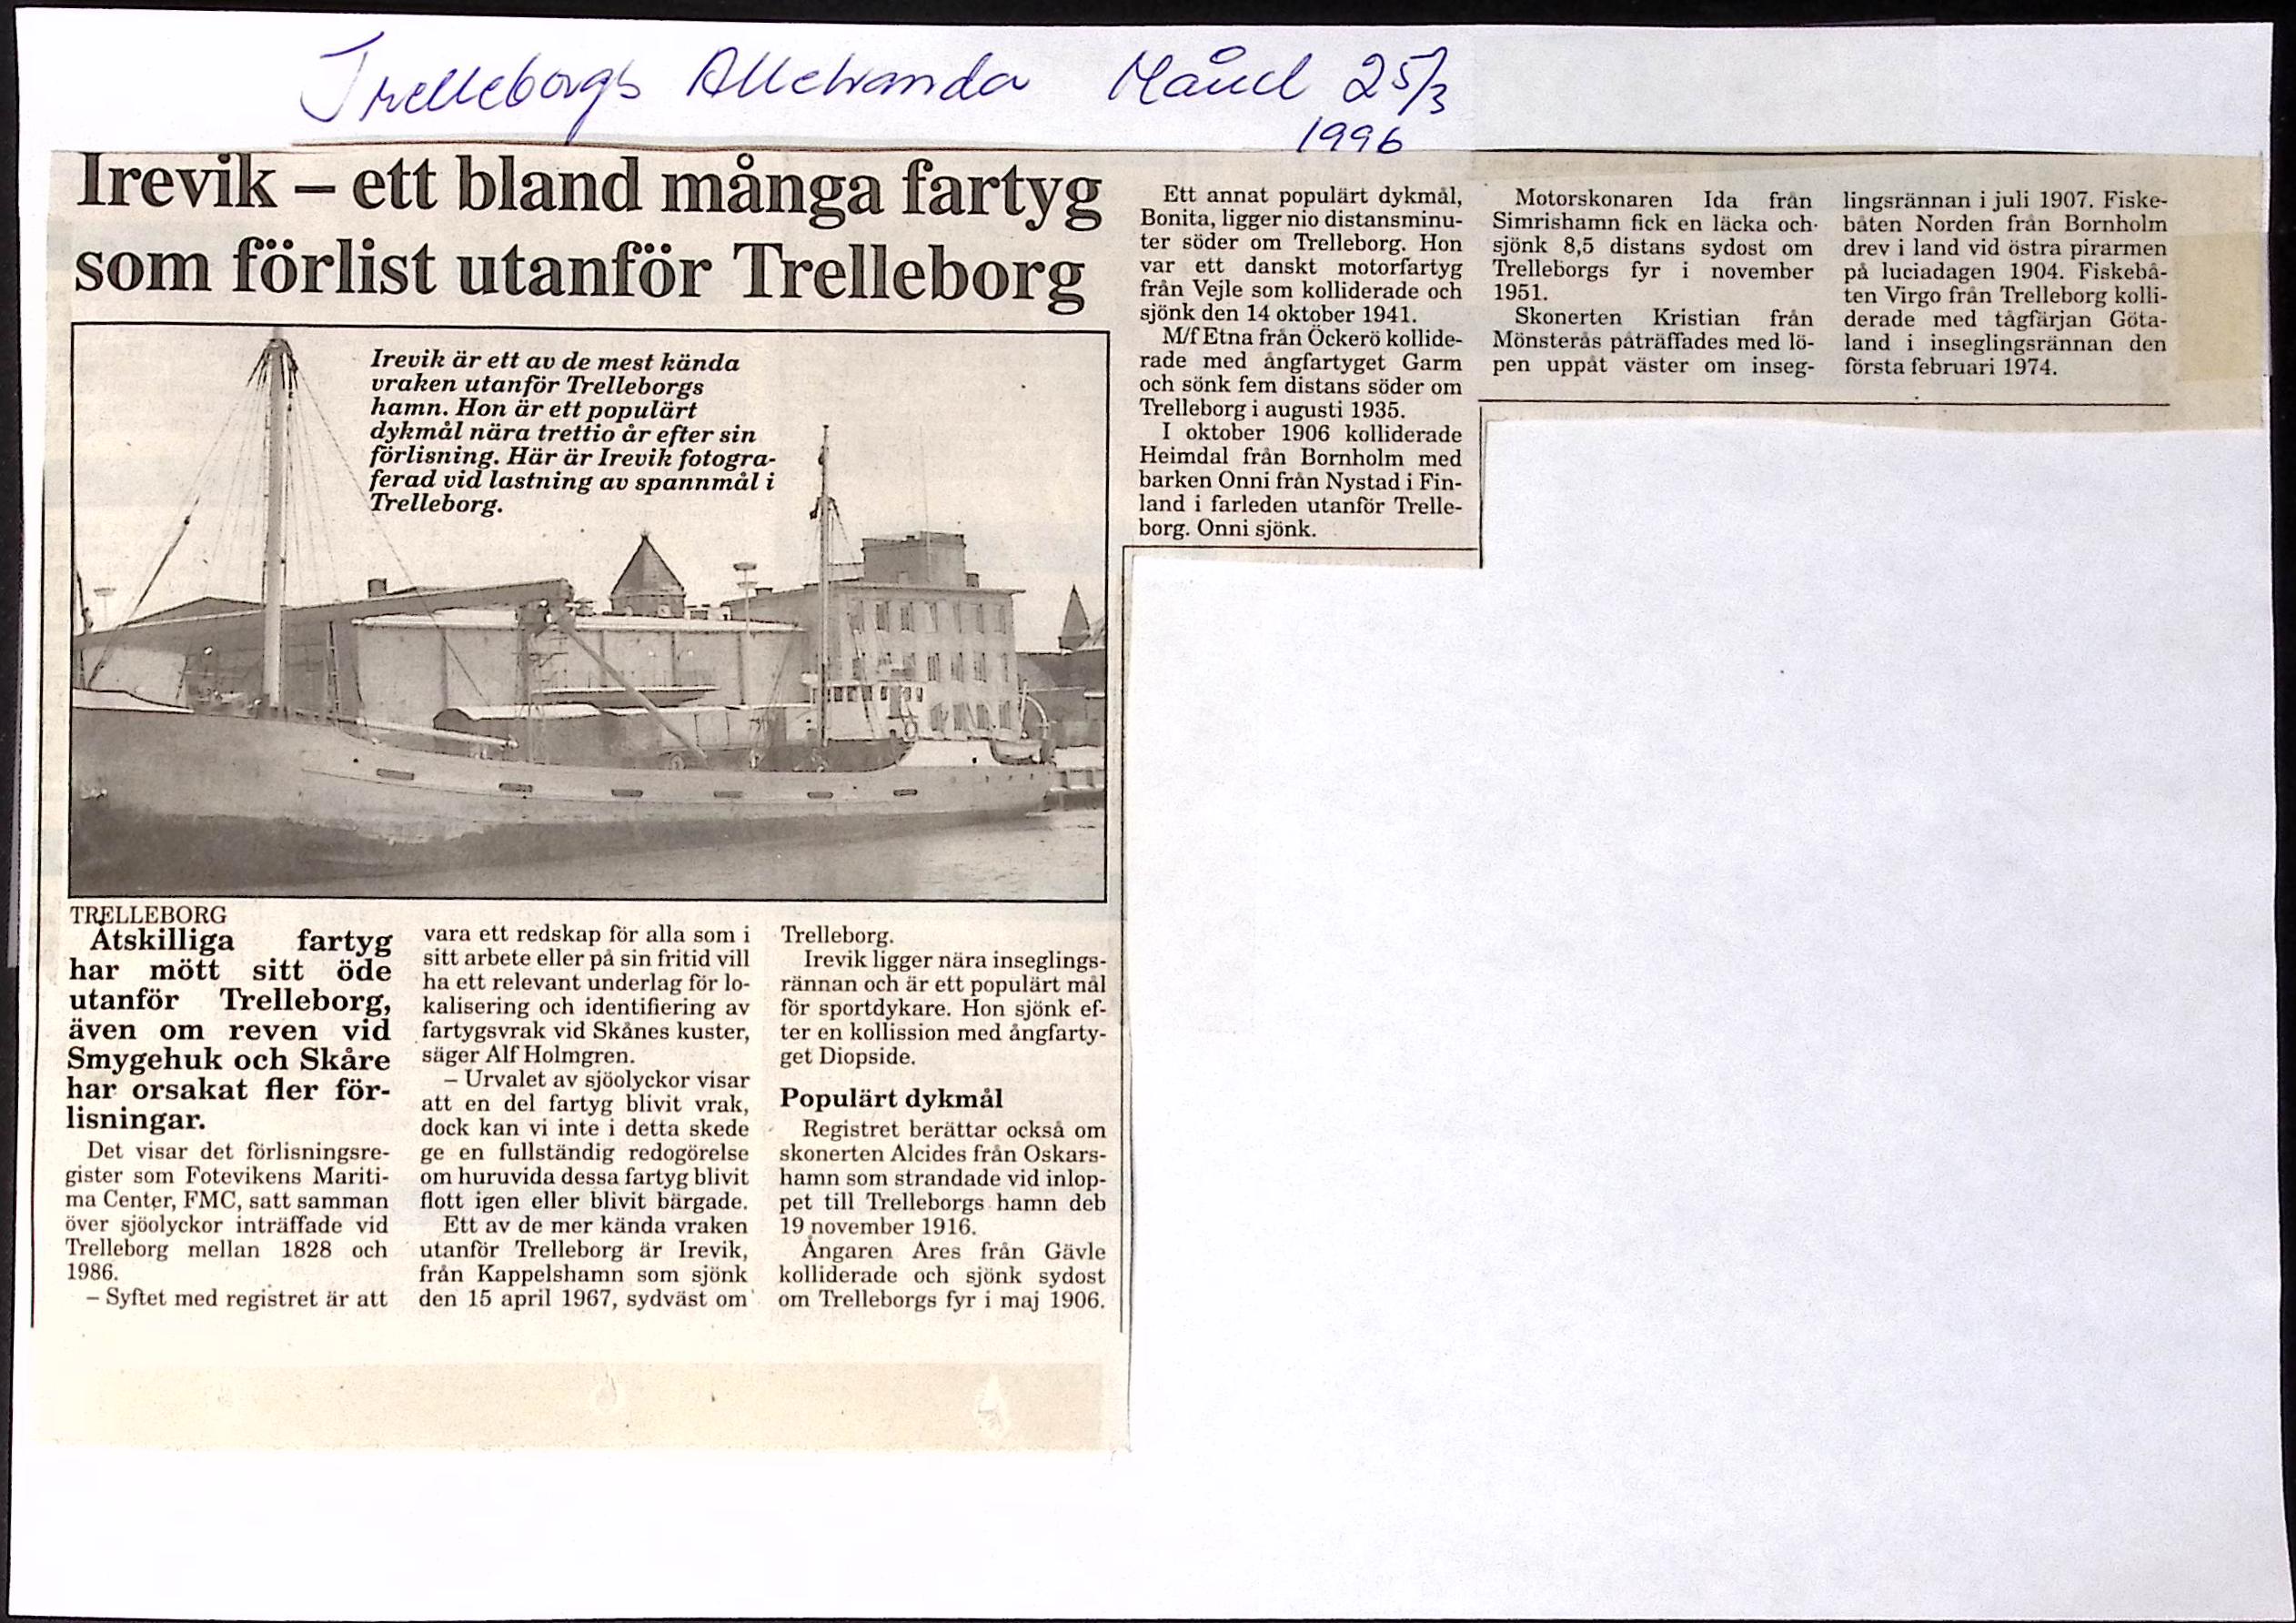 Trelleborgs Allehanda Månd 25/3
1996
Irevik – ett bland många fartyg
som förlist utanför Trelleborg
Irevik är ett av de mest kända
vraken utanför Trelleborgs
hamn. Hon är ett populärt
dykmål nära trettio år efter sin
förlisning. Här är Irevik fotogra-
ferad vid lastning av spannmål i
Trelleborg.
TRELLEBORG
Åtskilliga fartyg
har mött sitt öde
utanför Trelleborg,
även om reven vid
Smygehuk och Skåre
har orsakat fler för-
lisningar.
Det visar det förlisningsre-
gister som Fotevikens Mariti-
ma Center, FMC, satt samman
över sjöolyckor inträffade vid
Trelleborg mellan 1828 och
1986.
– Syftet med registret är att
vara ett redskap för alla som i
sitt arbete eller på sin fritid vill
ha ett relevant underlag för lo-
kalisering och identifiering av
fartygsvrak vid Skånes kuster,
säger Alf Holmgren.
– Urvalet av sjöolyckor visar
att en del fartyg blivit vrak,
dock kan vi inte i detta skede
ge en fullständig redogörelse
om huruvida dessa fartyg blivit
flott igen eller blivit bärgade.
Ett av de mer kända vraken
utanför Trelleborg är Irevik,
från Kappelshamn som sjönk
den 15 april 1967, sydväst om
Trelleborg.
Irevik ligger nära inseglings-
rännan och är ett populärt mål
för sportdykare. Hon sjönk ef-
ter en kollission med ångfarty-
get Diopside.
Populärt dykmål
Registret berättar också om
skonerten Alcides från Oskars-
hamn som strandade vid inlop-
pet till Trelleborgs hamn deb
19 november 1916.
Ångaren Ares från Gävle
kolliderade och sjönk sydost
om Trelleborgs fyr i maj 1906.
Ett annat populärt dykmål,
Bonita, ligger nio distansminu-
ter söder om Trelleborg. Hon
var ett danskt motorfartyg
från Vejle som kolliderade och
sjönk den 14 oktober 1941.
M/f Etna från Öckerö kollide-
rade med ångfartyget Garm
och sönk fem distans söder om
Trelleborg i augusti 1935.
I oktober 1906 kolliderade
Heimdal från Bornholm med
barken Onni från Nystad i Fin-
land i farleden utanför Trelle-
borg. Onni sjönk.
Motorskonaren Ida från
Simrishamn fick en läcka och
sjönk 8,5 distans sydost om
Trelleborgs fyr i november
1951.
Skonerten Kristian från
Mönsterås påträffades med lö-
pen uppåt väster om inseg-
lingsrännan i juli 1907. Fiske-
båten Norden från Bornholm
drev i land vid östra pirarmen
på luciadagen 1904. Fiskebå-
ten Virgo från Trelleborg kolli-
derade med tågfärjan Göta-
land i inseglingsrännan den
första februari 1974.